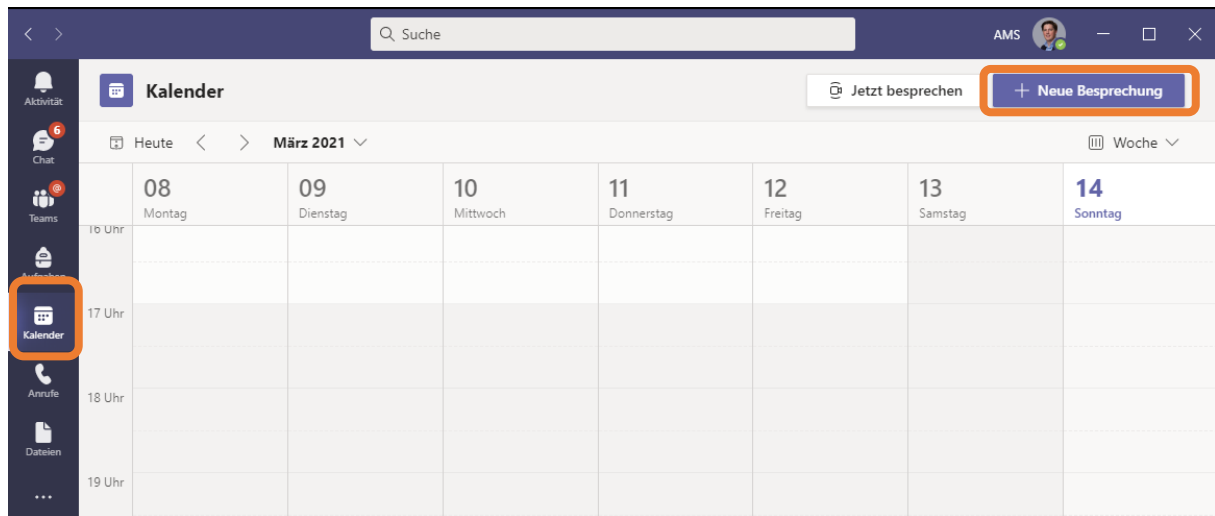 Suche
AMS
Aktivität
Kalender
Jetzt besprechen
+ Neue Besprechung
6
Chat
Heute
März 2021
Woche
@
Teams
08
Montag
09
Dienstag
10
Mittwoch
11
Donnerstag
12
Freitag
13
Samstag
14
Sonntag
16 Uhr
Aufgaben
17 Uhr
Kalender
Anrufe
18 Uhr
Dateien
19 Uhr
...